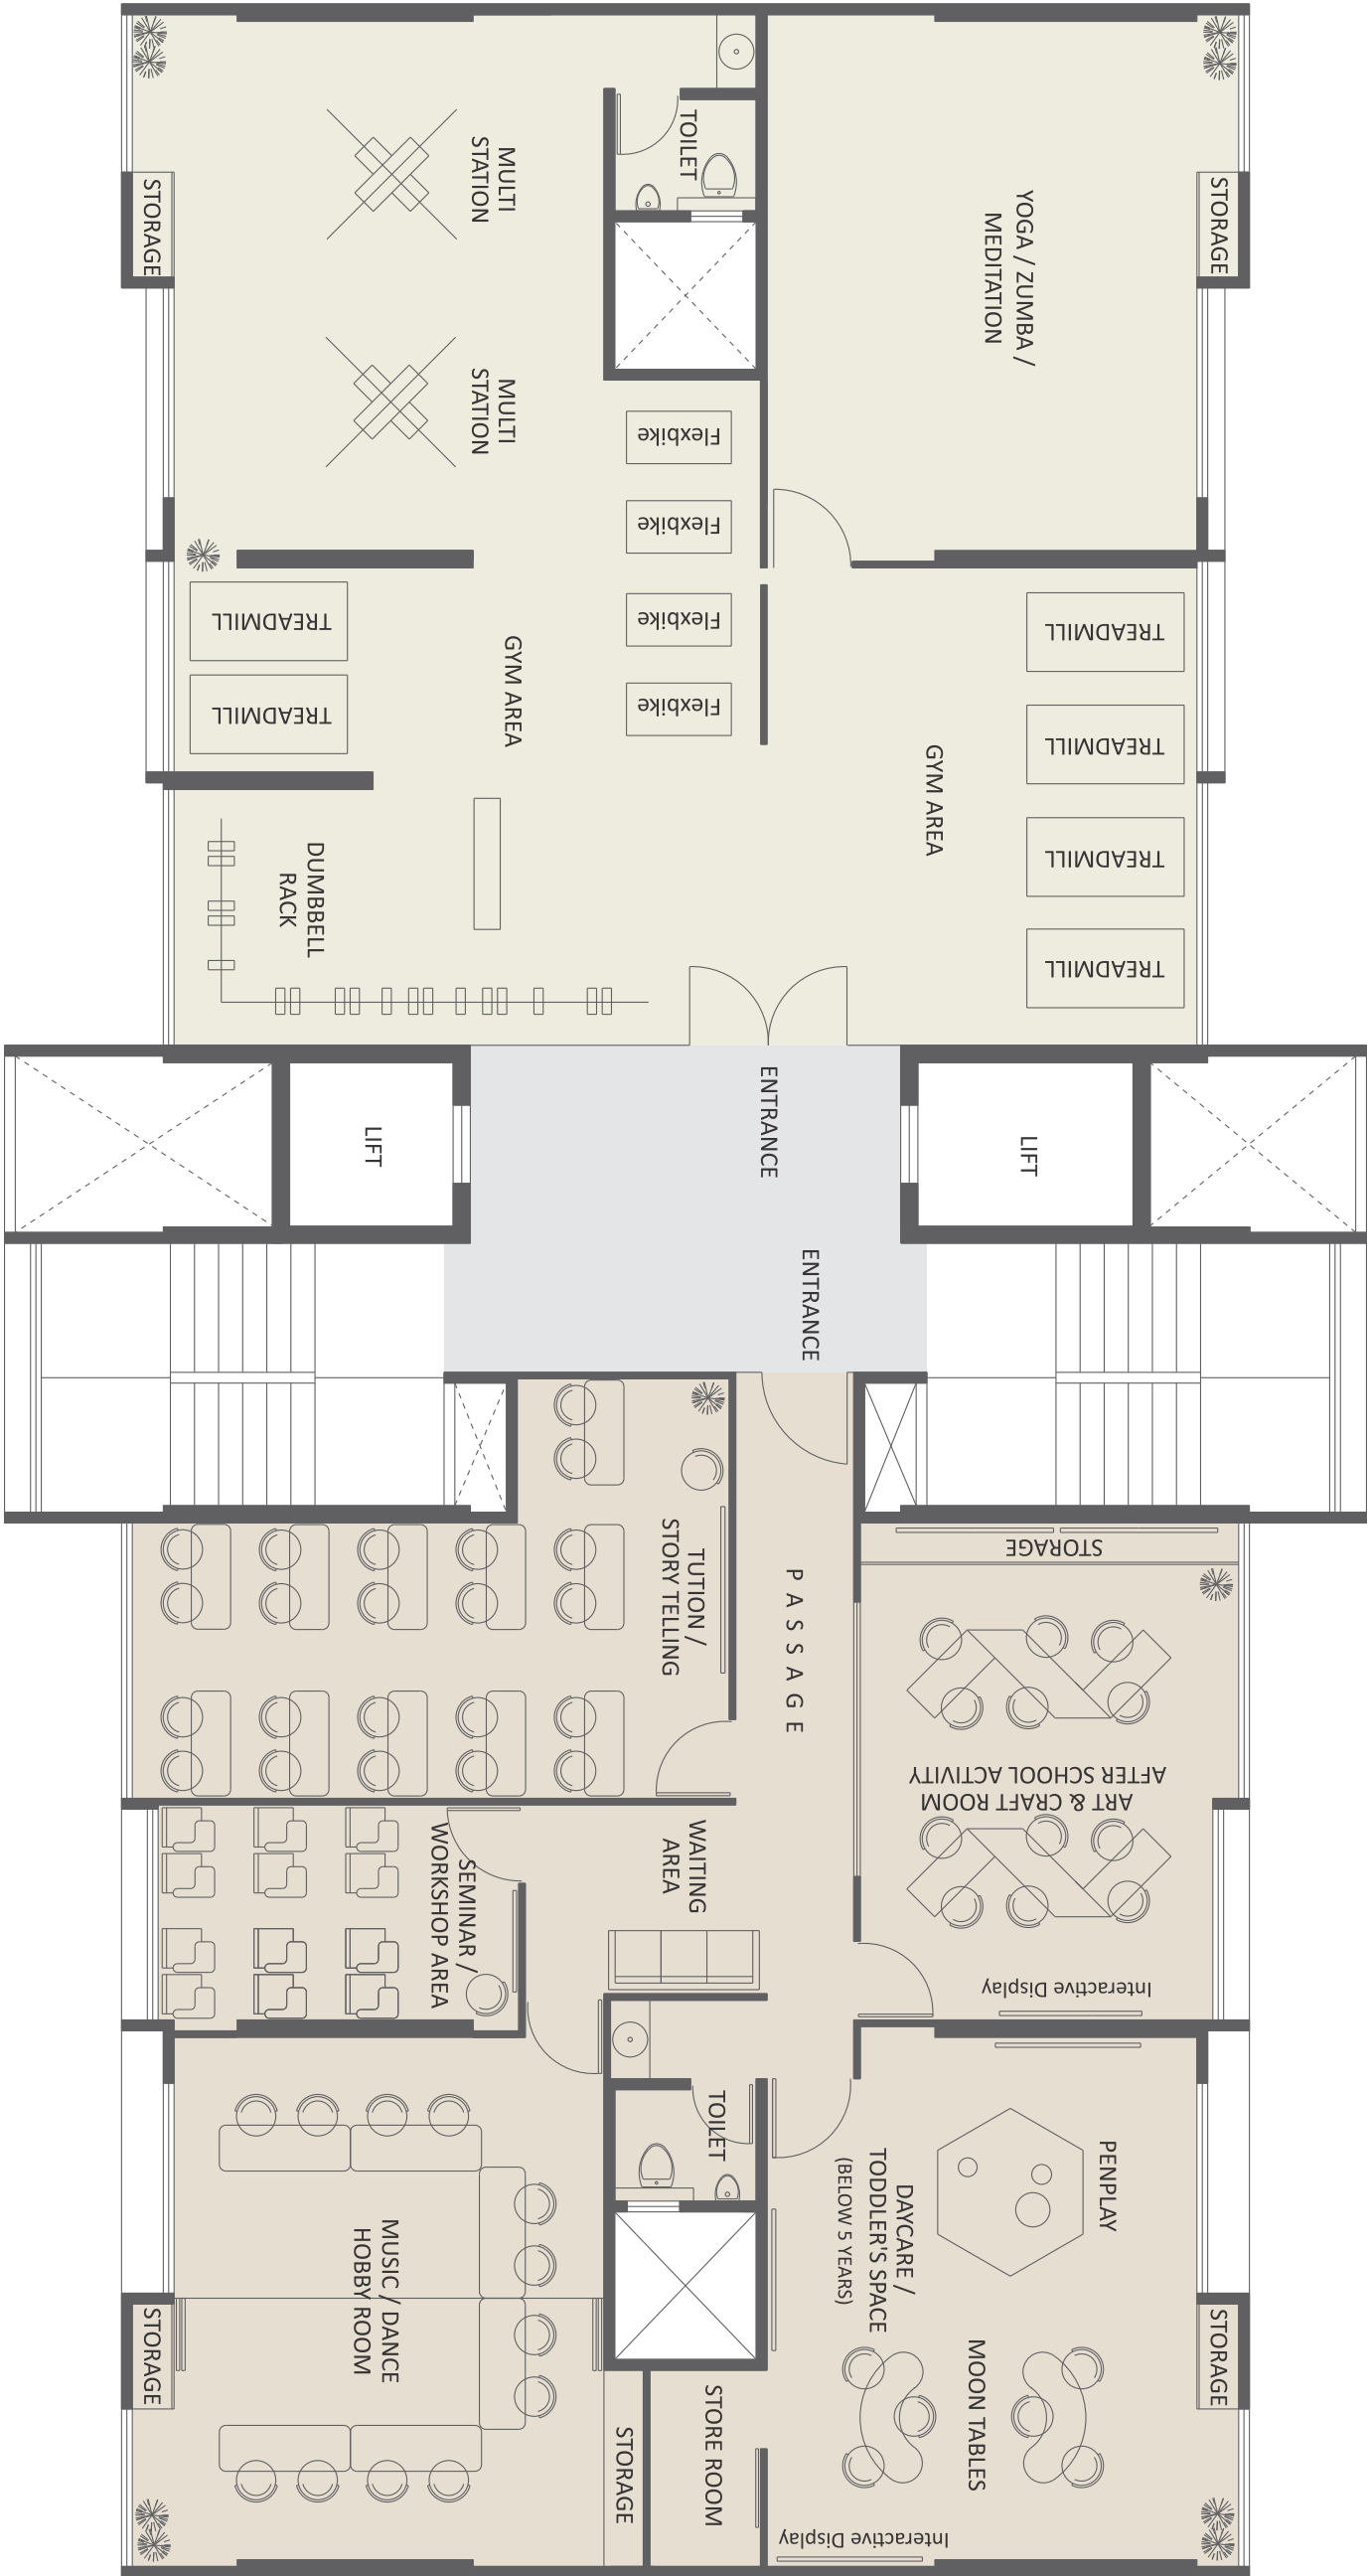 TOILET
MULTI
STATION
STORAGE
YOGA / ZUMBA /
MEDITATION
STORAGE
MULTI
STATION
Flexbike
Flexbike
Flexbike
Flexbike
TREADMILL
TREADMILL
GYM AREA
TREADMILL
TREADMILL
TREADMILL
TREADMILL
GYM AREA
DUMBBELL
RACK
ENTRANCE
LIFT
LIFT
ENTRANCE
STORAGE
TUTION /
STORY TELLING
PASSAGE
AFTER SCHOOL ACTIVITY
ART & CRAFT ROOM
WAITING
AREA
SEMINAR /
WORKSHOP AREA
Interactive Display
TOILET
PENPLAY
DAYCARE /
TODDLER'S SPACE
(BELOW 5 YEARS)
MUSIC / DANCE
HOBBY ROOM
STORAGE
STORAGE
MOON TABLES
STORE ROOM
STORAGE
Interactive Display